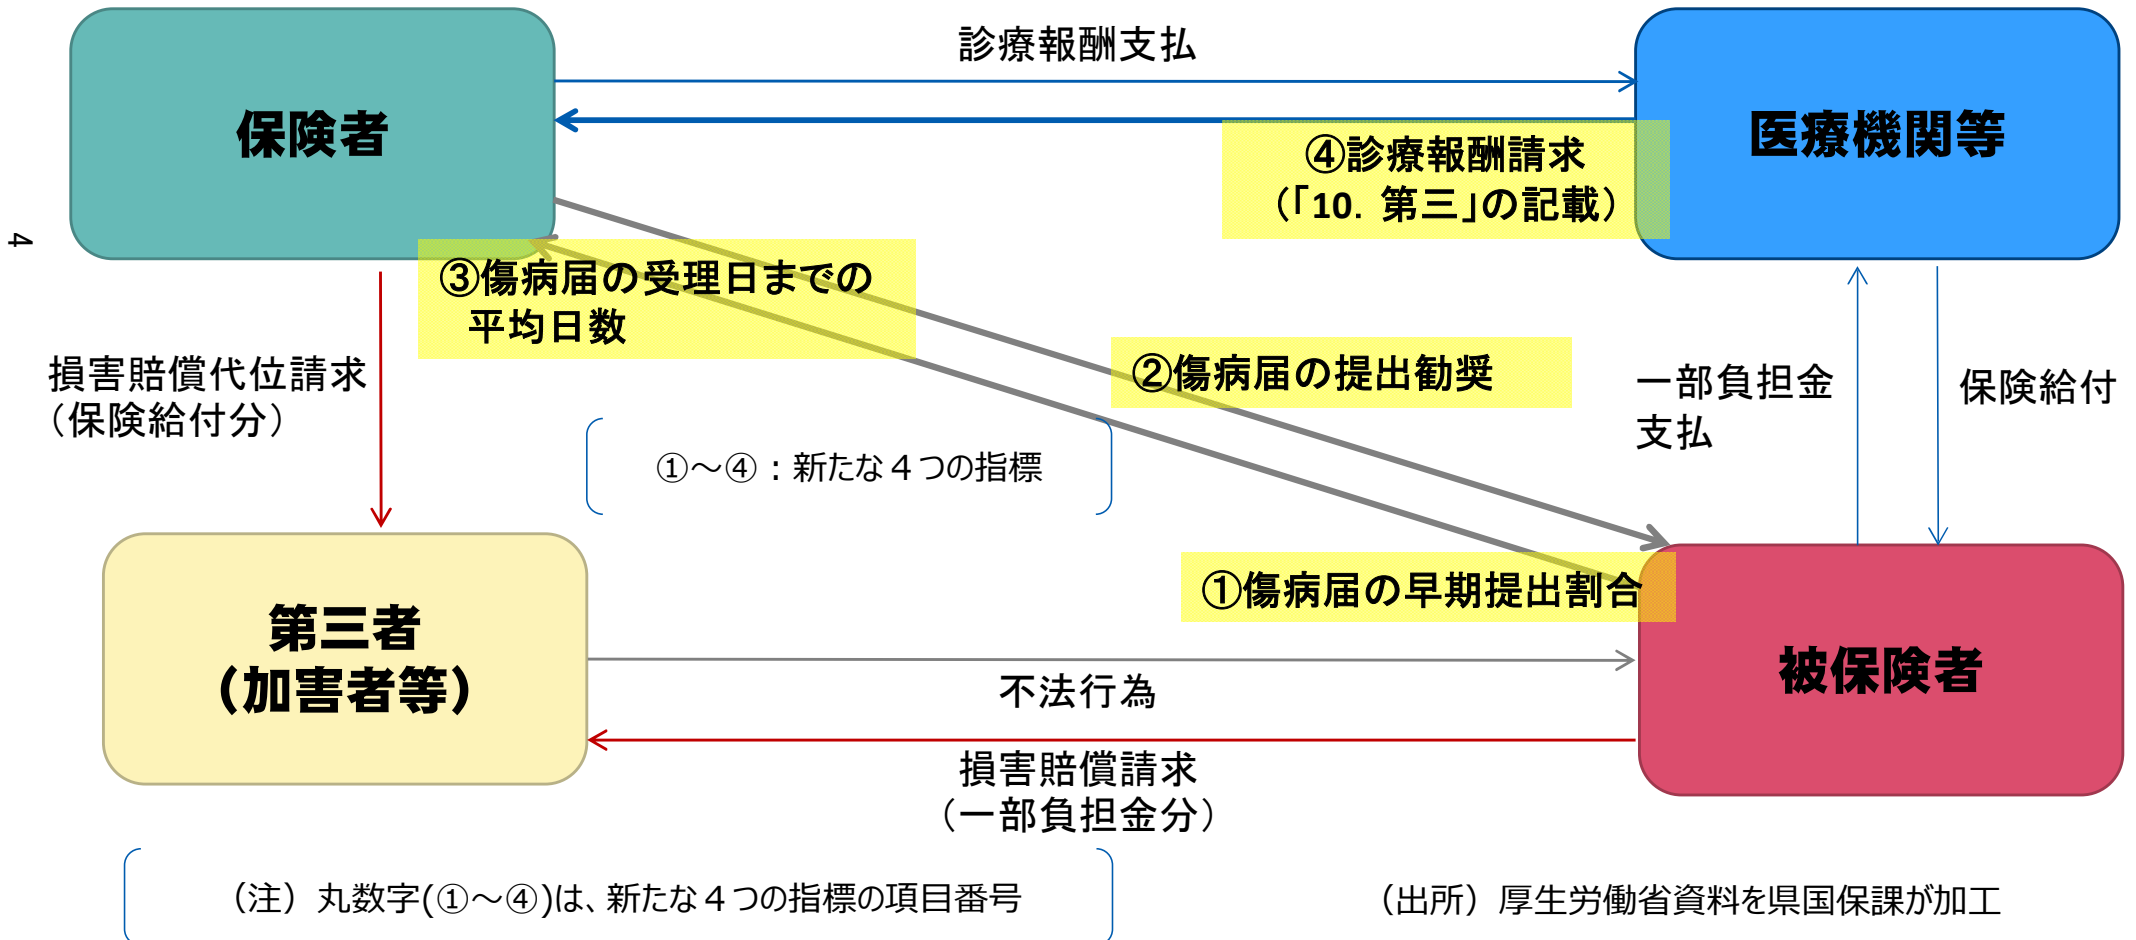 診療報酬支払
保険者
医療機関等
④診療報酬請求
（｢10．第三｣の記載）
4
③傷病届の受理日までの
平均日数
②傷病届の提出勧奨
損害賠償代位請求
（保険給付分）
一部負担金
支払
保険給付
①～④：新たな４つの指標
①傷病届の早期提出割合
第三者
（加害者等）
被保険者
不法行為
損害賠償請求
（一部負担金分）
（注）丸数字(①～④)は、新たな４つの指標の項目番号
（出所）厚生労働省資料を県国保課が加工